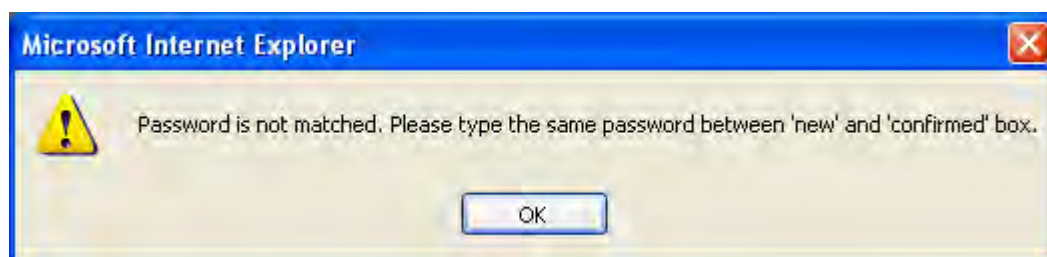 Microsoft Internet Explorer
Password is not matched. Please type the same password between 'new' and 'confirmed' box.
OK